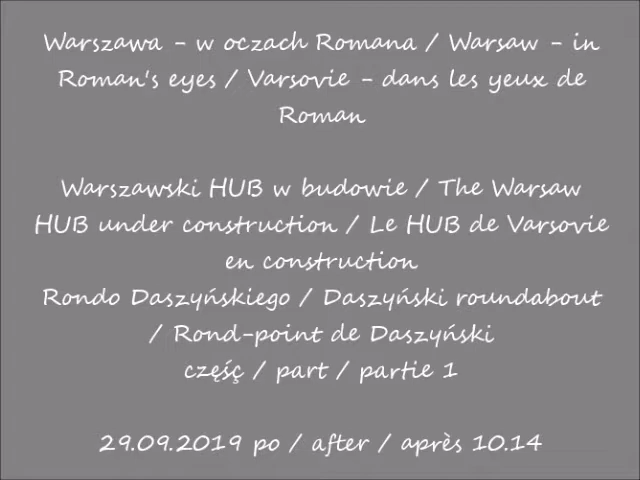 Warszawa - w oczach Romana / Warsaw - in
Roman's eyes / Varsovie - dans les yeux de
Roman
Warszawski HUB w budowie / The Warsaw
HUB under construction / Le HUB de Varsovie
en construction
Rondo Daszyńskiego / Daszyński roundabout
/ Rond-point de Daszyński
częśç / part / partie 1
29.09.2019 po / after / après 10.14